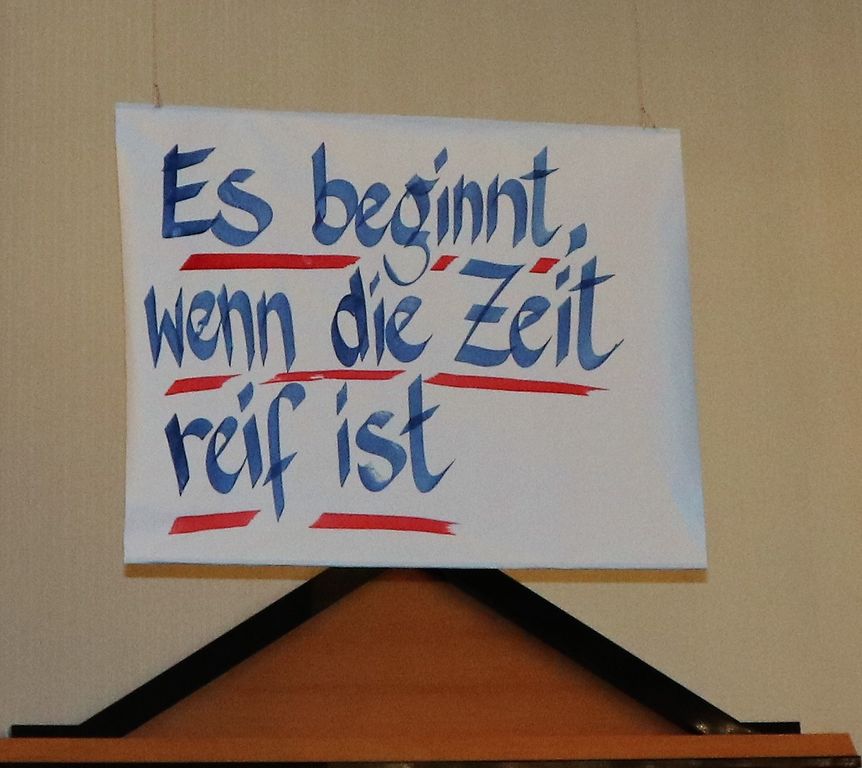 Es beginnt,
wenn die Zeit
reif ist